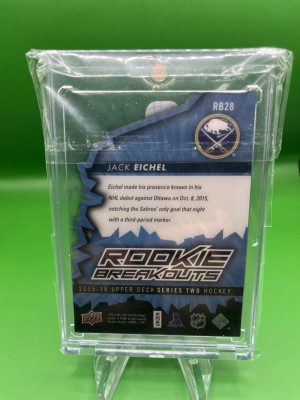 RB28
JACK EICHEL
Eichel made his presence known in his
NHL debut against Ottawa on Oct. 8, 2015,
notching the Sabres' only goal that night
with a third-period marker.
ROOKIE
BREAKOUTS
2015-16 UPPER DECK SERIES TWO HOCKEY